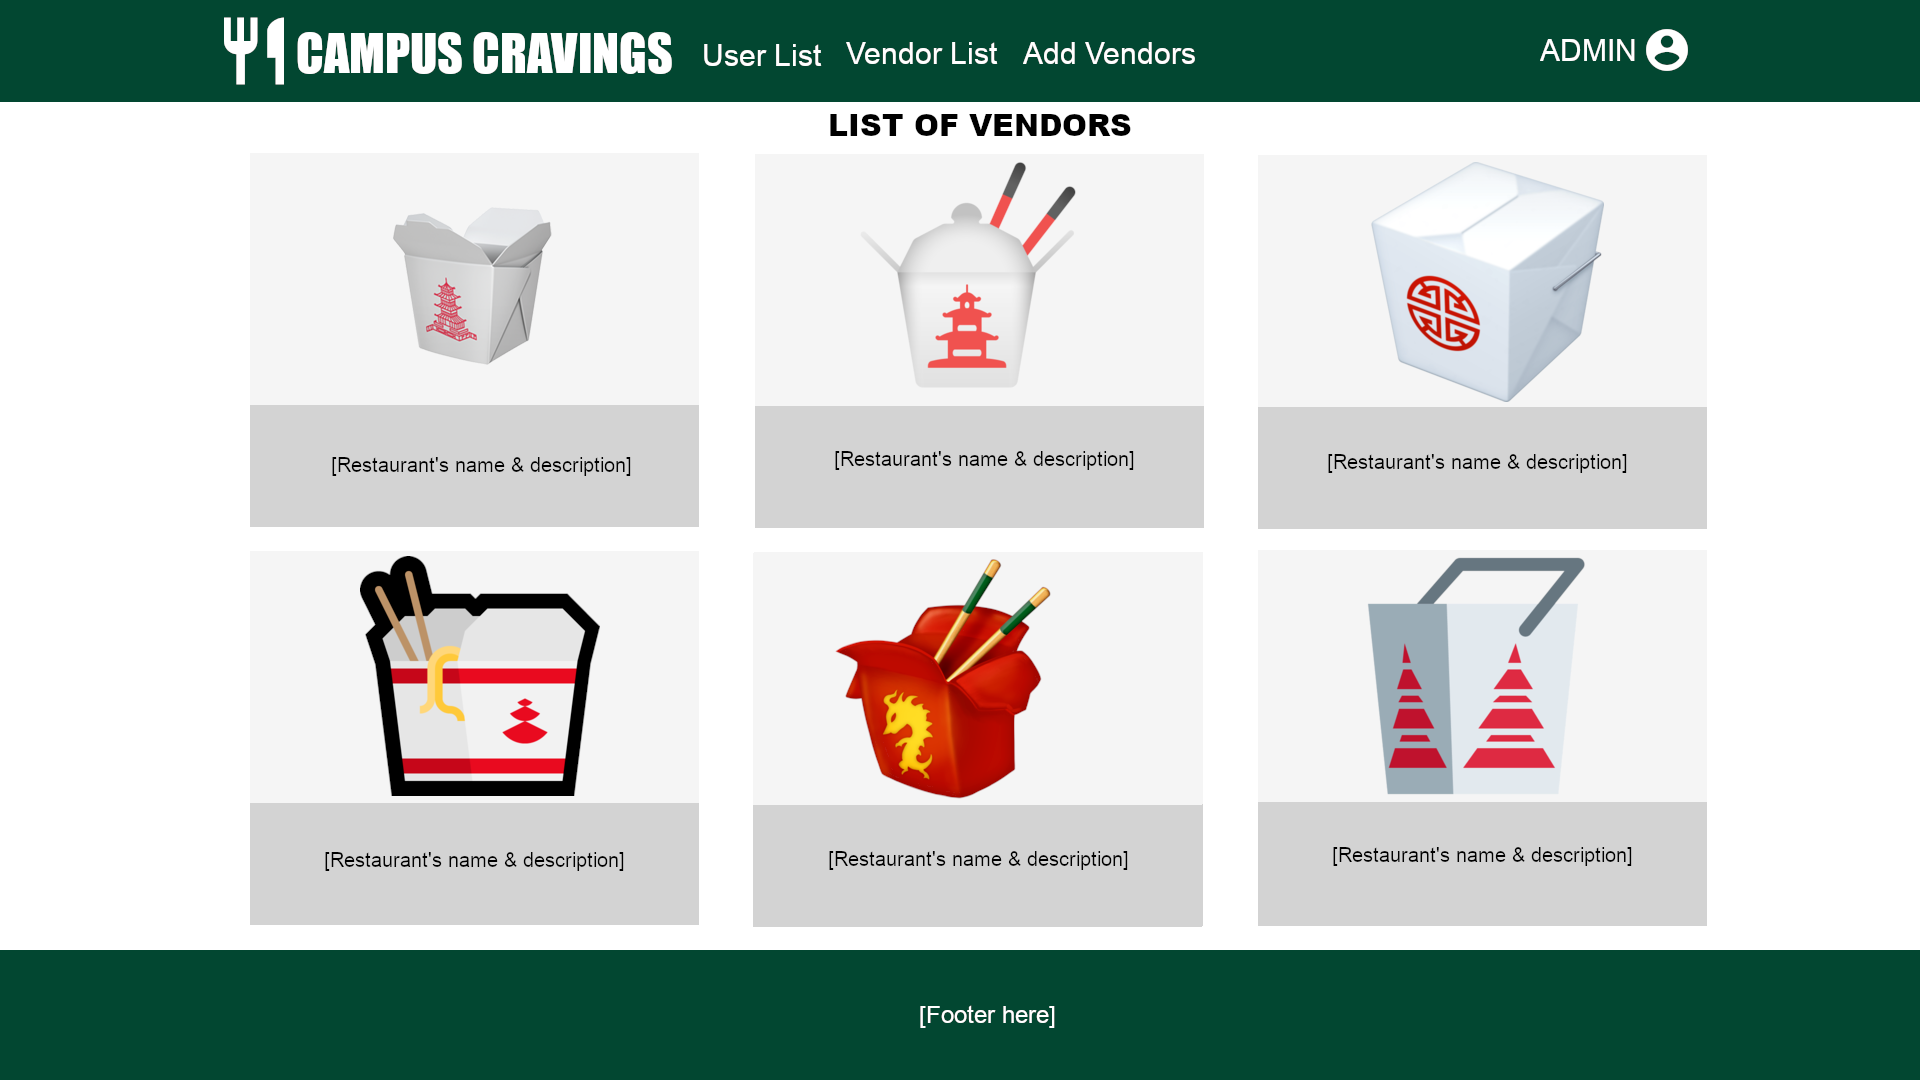 CAMPUS CRAVINGS
User List
Vendor List
Add Vendors
ADMIN
LIST OF VENDORS
[Restaurant's name & description]
[Restaurant's name & description]
[Restaurant's name & description]
[Restaurant's name & description]
[Restaurant's name & description]
[Restaurant's name & description]
[Footer here]